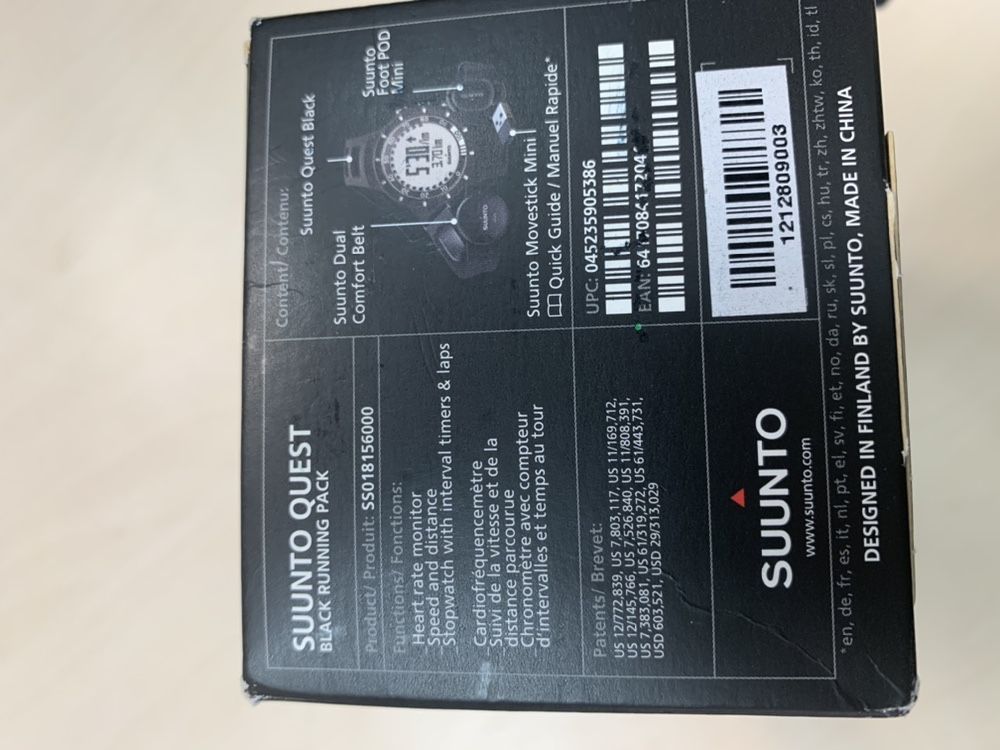 SUUNTO QUEST
BLACK RUNNING PACK
Product/ Produit: SS018156000
Functions/ Fonctions:
Heart rate monitor
Speed and distance
Stopwatch with interval timers & laps
Cardiofréquencemètre
Suivi de la vitesse et de la
distance parcourue
Chronomètre avec compteur
d'intervalles et temps au tour
Content/ Contenu:
Suunto Quest Black
Suunto Dual
Comfort Belt
Suunto
Foot POD
Mini
5'30
3.70
SUUNTO
Suunto Movestick Mini
Quick Guide / Manuel Rapide*
Patents/ Brevet:
US 12/772,839, US 7,803,117, US 11/169,712,
US 12/145,766, US 7,526,840, US 11/808,391,
US 7,383,081, US 61/319,272, US 61/443,731,
USD 603,521, USD 29/313,029
UPC: 045235905386
EAN:
SUUNTO
www.suunto.com
1212809003
*en, de, fr, es, it, nl, pt, el, sv, fi, et, no, da, ru, sk, sl, pl, cs, hu, tr, zh, zhtw, ko, th, id, tl
DESIGNED IN FINLAND BY SUUNTO, MADE IN CHINA